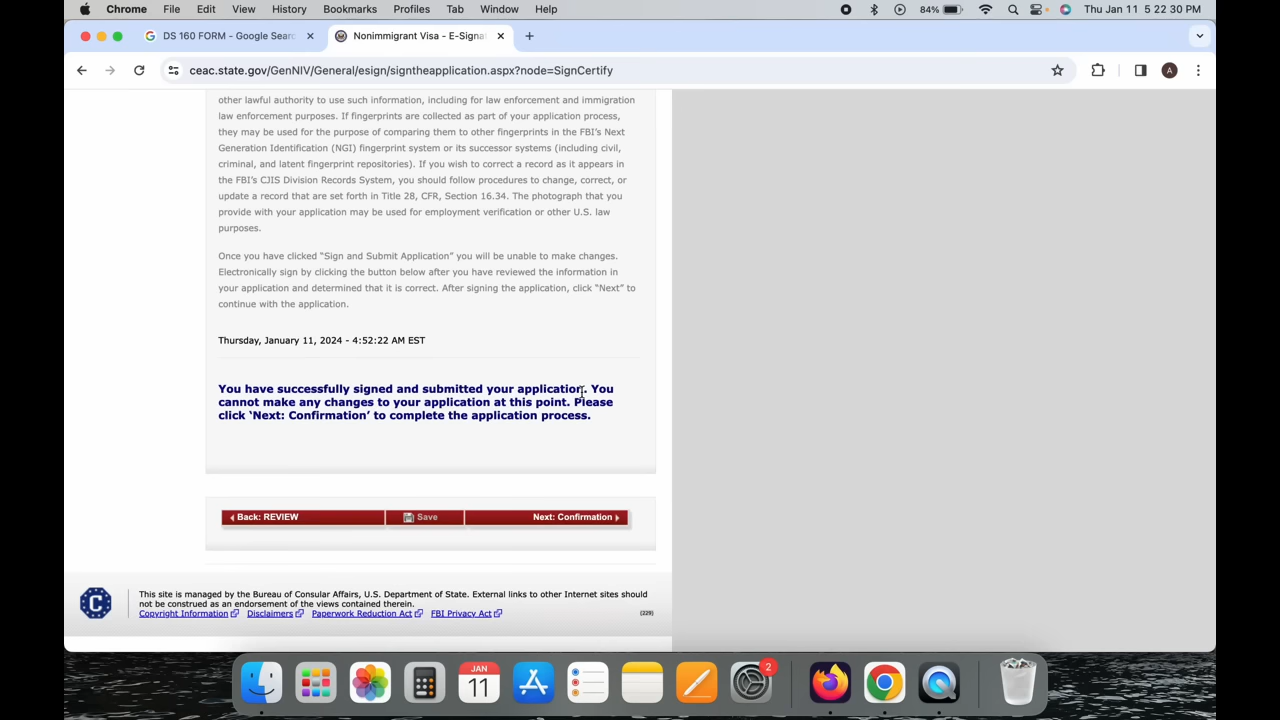 Chrome File Edit View History Bookmarks Profiles Tab Window Help 84% Thu Jan 11 5 22 30 PM
DS 160 FORM - Google Searc Nonimmigrant Visa - E-Signa
ceac.state.gov/GenNIV/General/esign/signtheapplication.aspx?node=SignCertify A
other lawful authority to use such information, including for law enforcement and immigration
law enforcement purposes. If fingerprints are collected as part of your application process,
they may be used for the purpose of comparing them to other fingerprints in the FBI's Next
Generation Identification (NGI) fingerprint system or its successor systems (including civil,
criminal, and latent fingerprint repositories). If you wish to correct a record as it appears in
the FBI's CJIS Division Records System, you should follow procedures to change, correct, or
update a record that are set forth in Title 28, CFR, Section 16.34. The photograph that you
provide with your application may be used for employment verification or other U.S. law
purposes.
Once you have clicked "Sign and Submit Application" you will be unable to make changes.
Electronically sign by clicking the button below after you have reviewed the information in
your application and determined that it is correct. After signing the application, click "Next" to
continue with the application.
Thursday, January 11, 2024 - 4:52:22 AM EST
You have successfully signed and submitted your application. You
cannot make any changes to your application at this point. Please
click 'Next: Confirmation' to complete the application process.
Back: REVIEW Save Next: Confirmation
This site is managed by the Bureau of Consular Affairs, U.S. Department of State. External links to other Internet sites should
not be construed as an endorsement of the views contained therein.
Copyright Information Disclaimers Paperwork Reduction Act FBI Privacy Act (229)
C
JAN
11
2